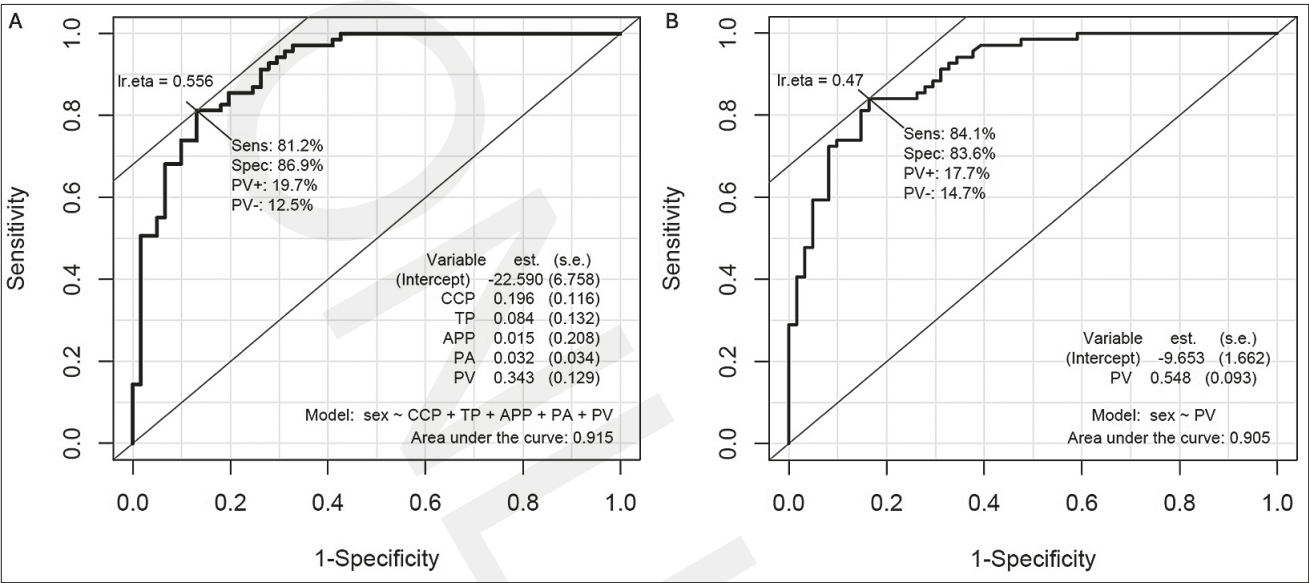 A
1.0
0.8
0.6
0.4
0.2
0.0
Sensitivity
lr.eta = 0.556
Sens: 81.2%
Spec: 86.9%
PV+: 19.7%
PV-: 12.5%
Variable est. (s.e.)
(Intercept) -22.590 (6.758)
CCP 0.196 (0.116)
TP 0.084 (0.132)
APP 0.015 (0.208)
PA 0.032 (0.034)
PV 0.343 (0.129)
Model: sex ~ CCP + TP + APP + PA + PV
Area under the curve: 0.915
0.0 0.2 0.4 0.6 0.8 1.0
1-Specificity
B
1.0
0.8
0.6
0.4
0.2
0.0
Sensitivity
lr.eta = 0.47
Sens: 84.1%
Spec: 83.6%
PV+: 17.7%
PV-: 14.7%
Variable est. (s.e.)
(Intercept) -9.653 (1.662)
PV 0.548 (0.093)
Model: sex ~ PV
Area under the curve: 0.905
0.0 0.2 0.4 0.6 0.8 1.0
1-Specificity